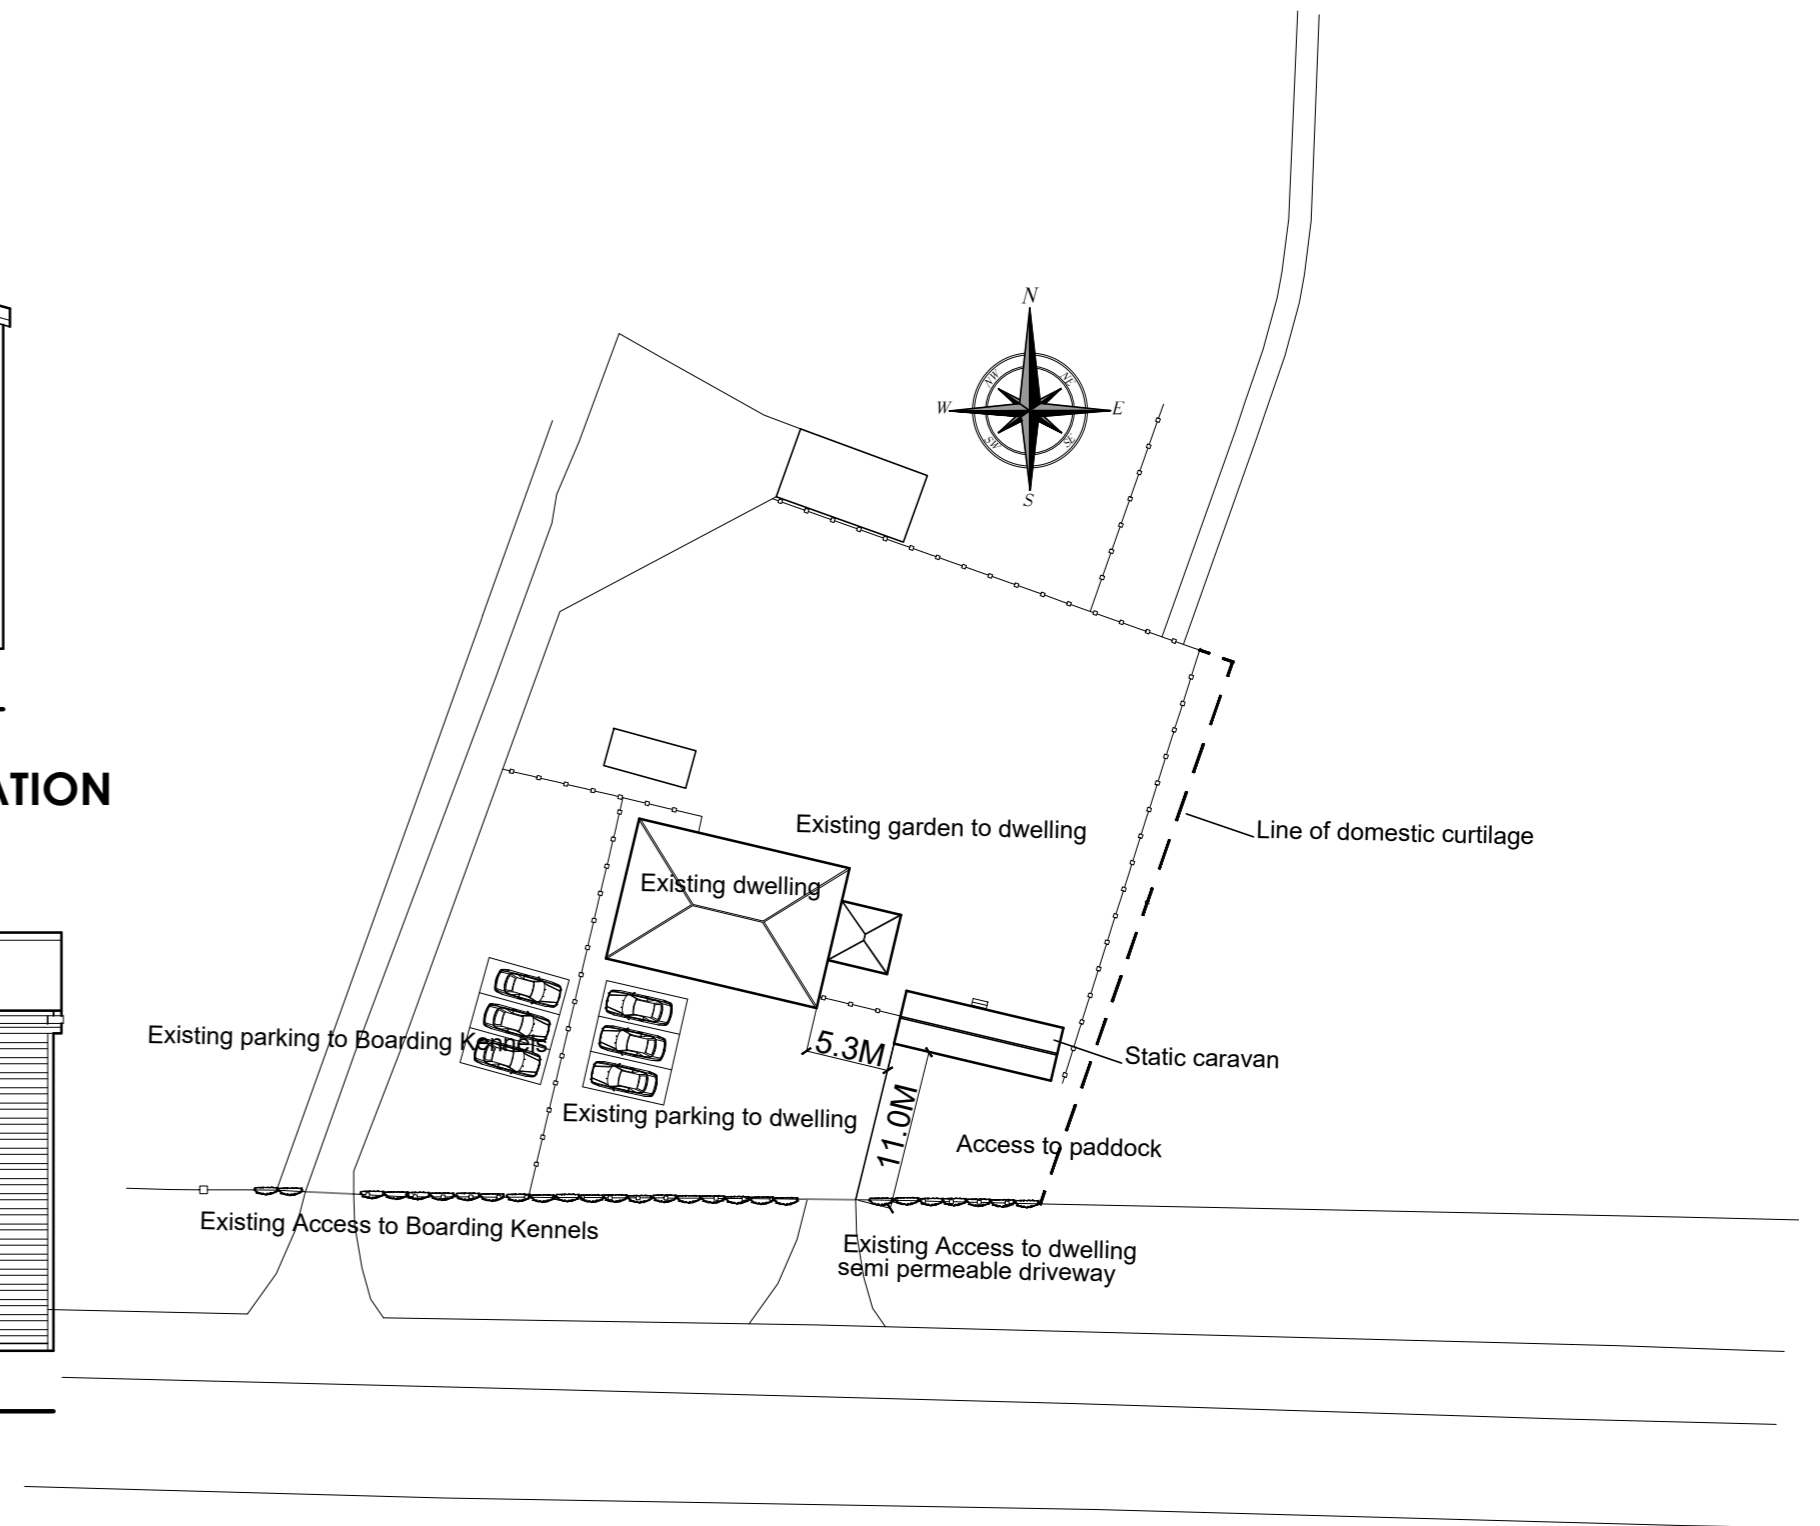 N
NW
NE
W
E
SW
SE
S
ATION
Existing garden to dwelling
Line of domestic curtilage
Existing dwelling
Existing parking to Boarding Kennels
5.3M
Static caravan
Existing parking to dwelling
11.0M
Access to paddock
Existing Access to Boarding Kennels
Existing Access to dwelling
semi permeable driveway